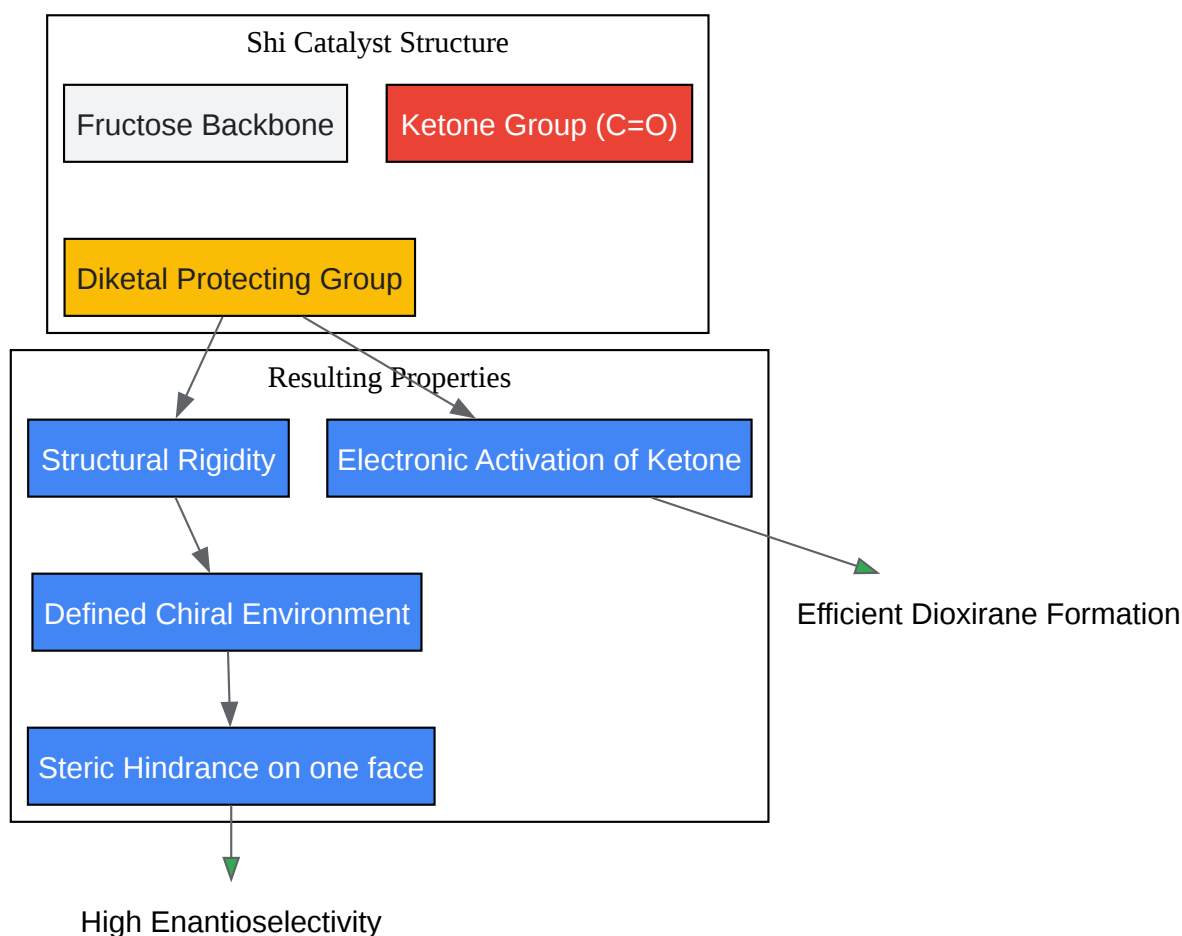 Shi Catalyst Structure
Fructose Backbone
Ketone Group (C=O)
Diketal Protecting Group
Resulting Properties
Structural Rigidity
Electronic Activation of Ketone
Defined Chiral Environment
Efficient Dioxirane Formation
Steric Hindrance on one face
High Enantioselectivity